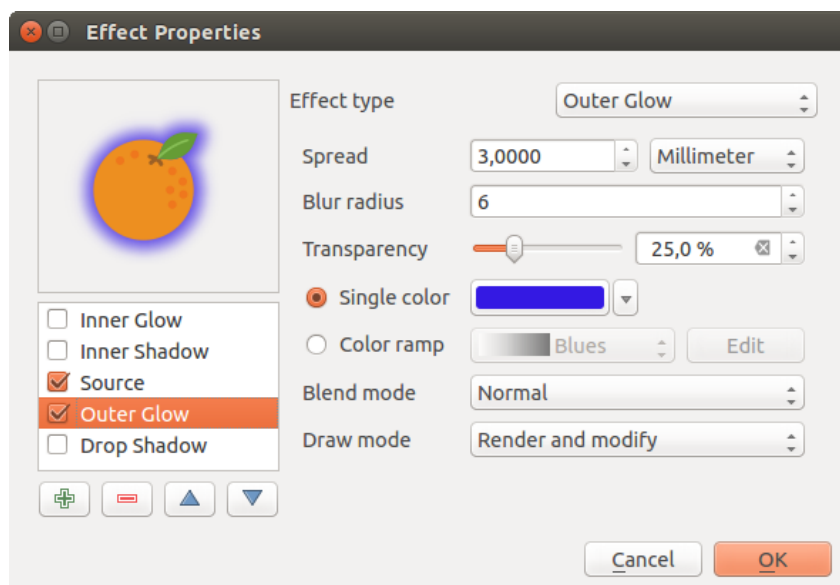 Effect Properties
Effect type Outer Glow
Spread 3,0000 Millimeter
Blur radius 6
Transparency 25,0 %
Single color
Color ramp Blues Edit
Blend mode Normal
Draw mode Render and modify
Inner Glow
Inner Shadow
Source
Outer Glow
Drop Shadow
Cancel OK